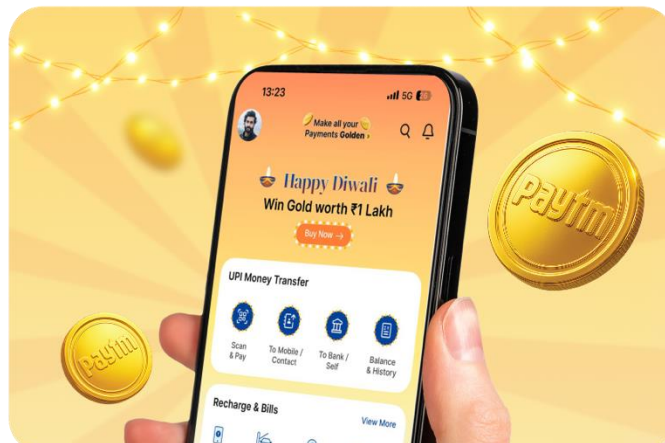 13:23
5G
Make all your
Payments Golden ›
Happy Diwali
Win Gold worth ₹1 Lakh
Buy Now →
UPI Money Transfer
Scan
& Pay
To Mobile /
Contact
To Bank /
Self
Balance
& History
Recharge & Bills
View More
Paytm
Paytm